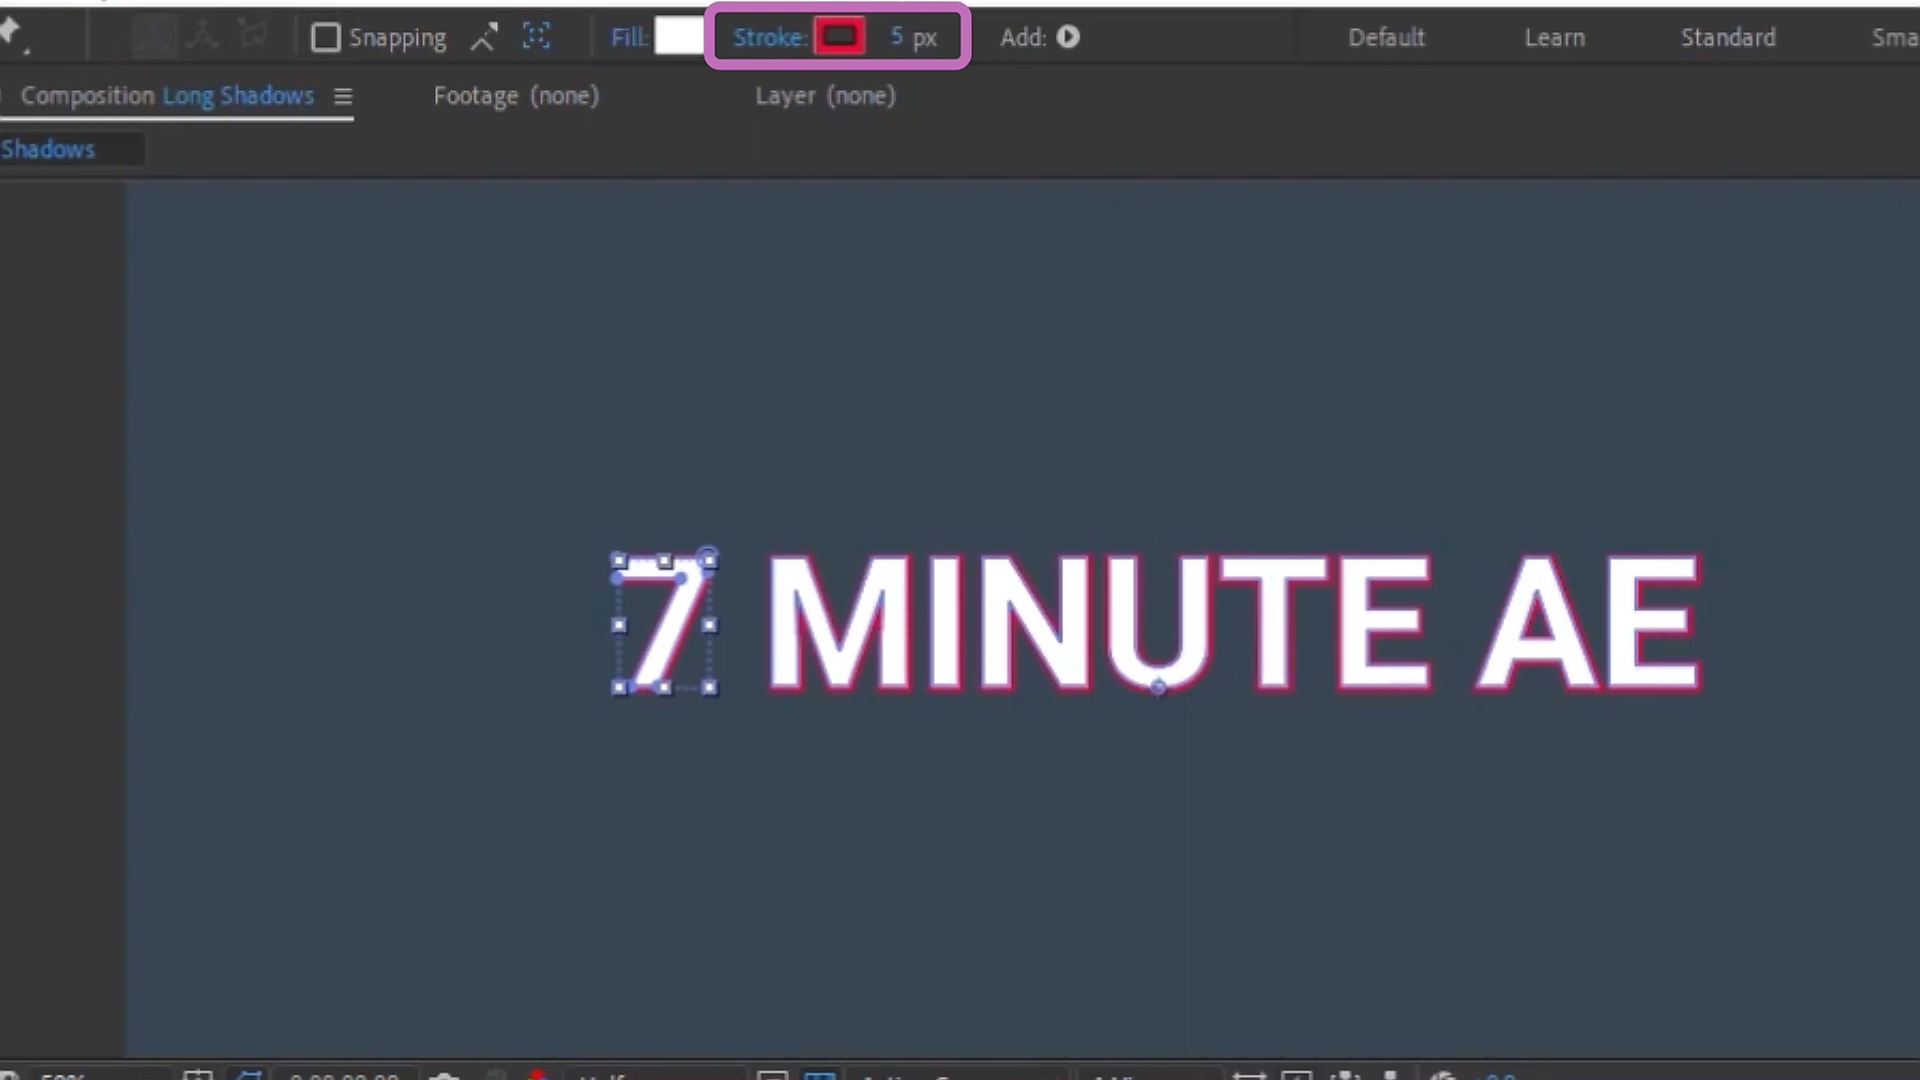 Snapping Fill: Stroke: 5 px Add: Default Learn Standard Sma
Composition Long Shadows Footage (none) Layer (none)
Shadows
7 MINUTE AE